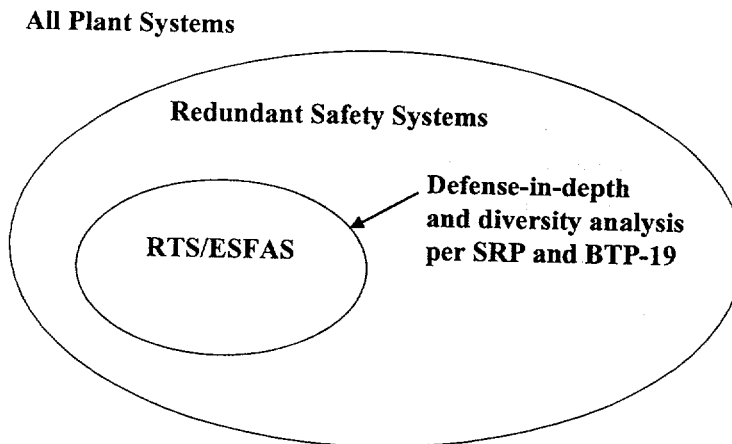 All Plant Systems
Redundant Safety Systems
Defense-in-depth
and diversity analysis
per SRP and BTP-19
RTS/ESFAS